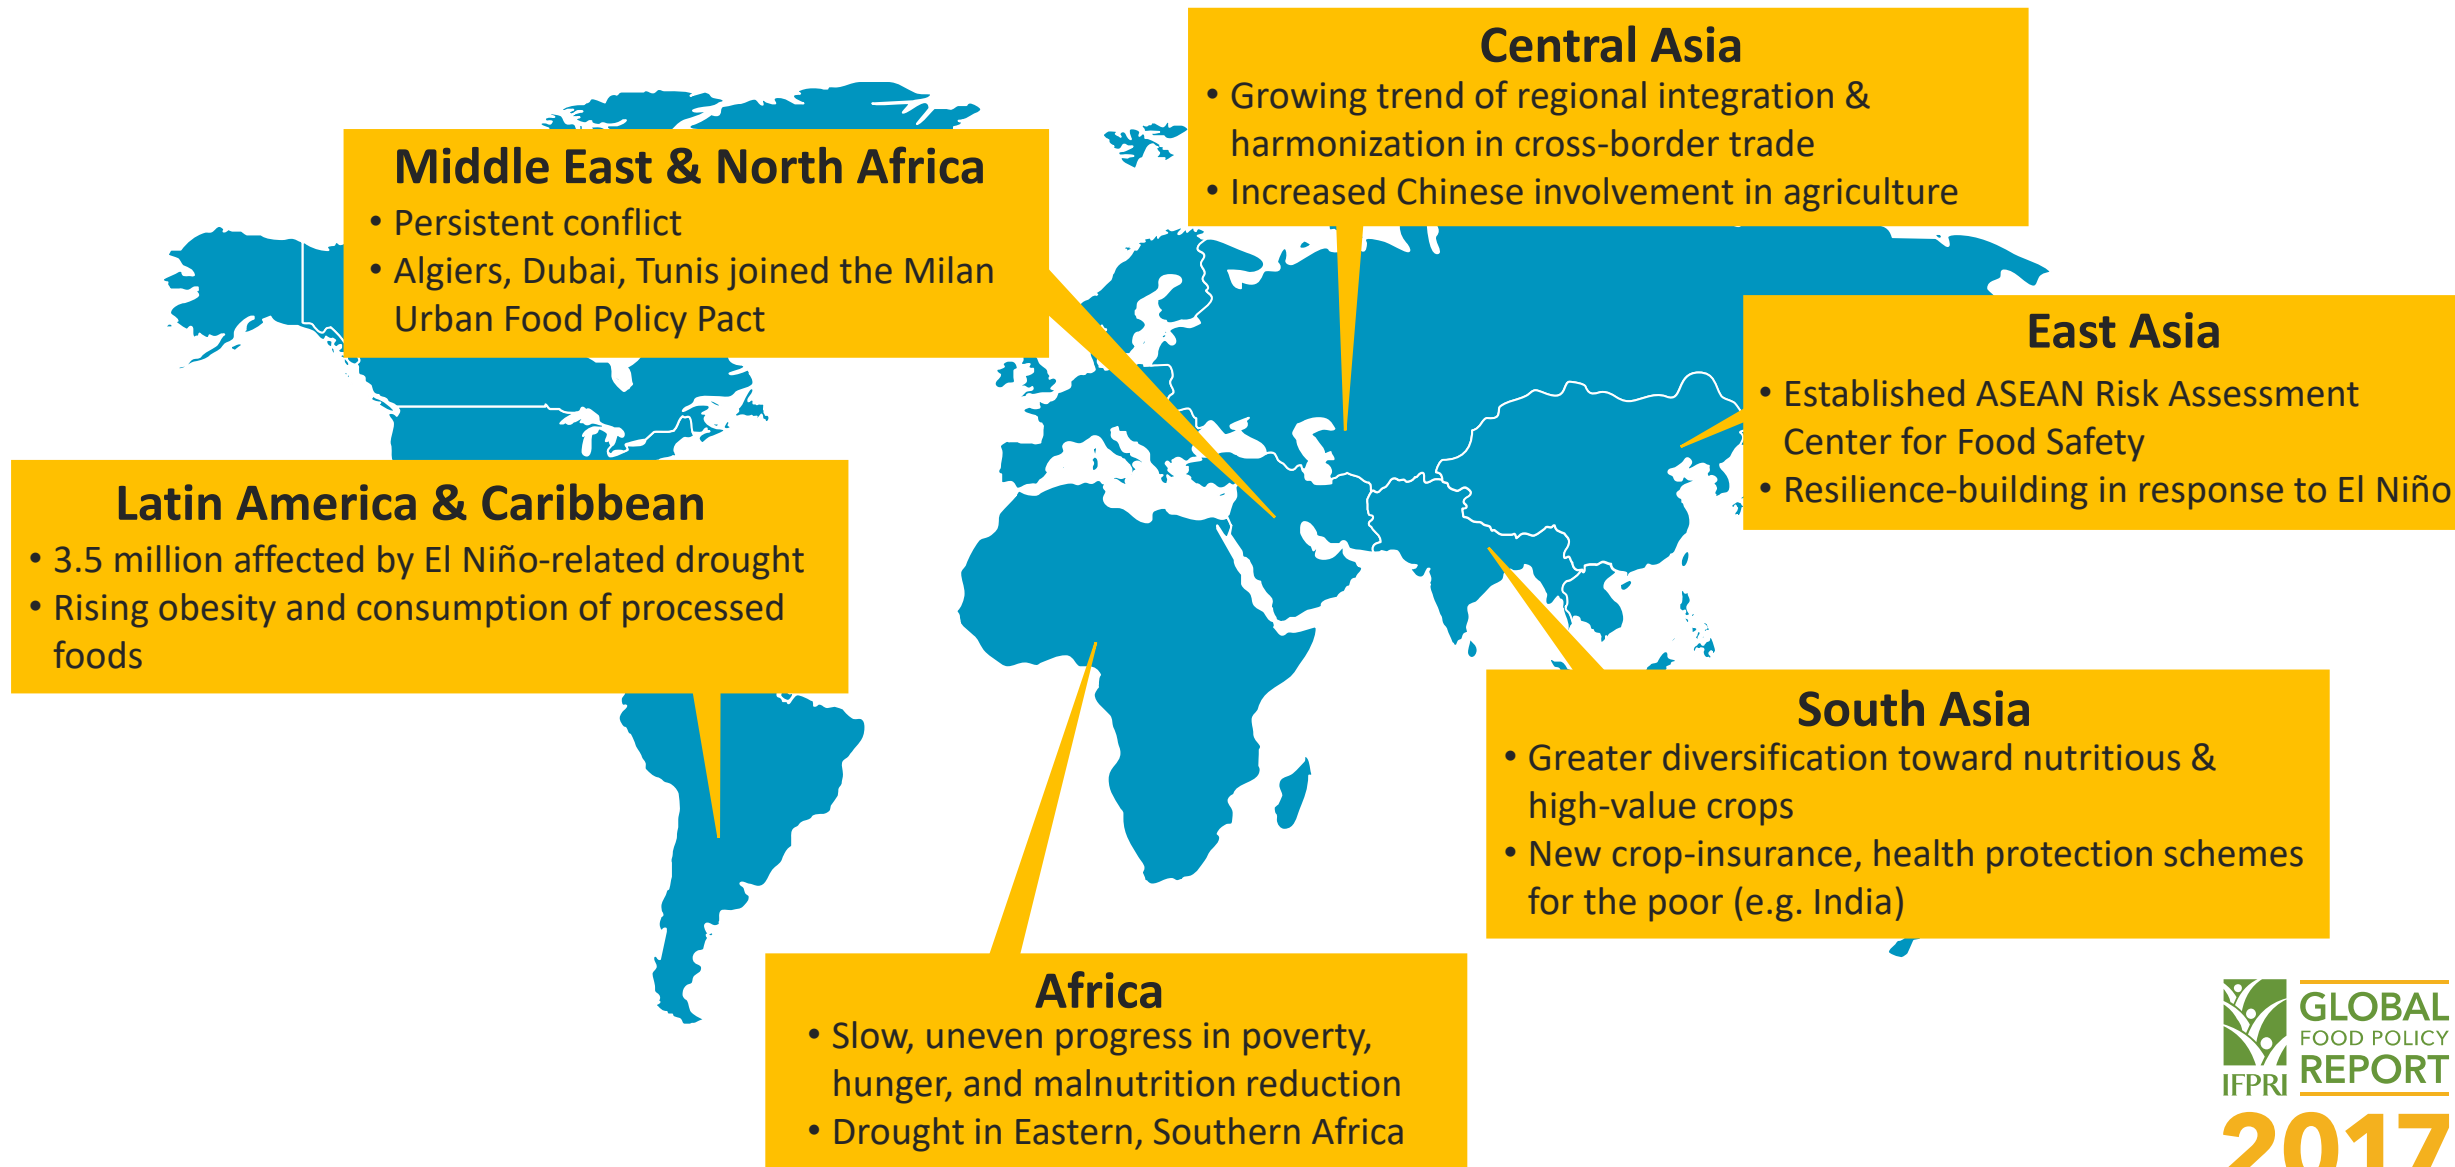 Central Asia
• Growing trend of regional integration &
harmonization in cross-border trade
• Increased Chinese involvement in agriculture
Middle East & North Africa
• Persistent conflict
• Algiers, Dubai, Tunis joined the Milan
Urban Food Policy Pact
East Asia
• Established ASEAN Risk Assessment
Center for Food Safety
• Resilience-building in response to El Niño
Latin America & Caribbean
• 3.5 million affected by El Niño-related drought
• Rising obesity and consumption of processed
foods
South Asia
• Greater diversification toward nutritious &
high-value crops
• New crop-insurance, health protection schemes
for the poor (e.g. India)
Africa
• Slow, uneven progress in poverty,
hunger, and malnutrition reduction
• Drought in Eastern, Southern Africa
IFPRI
GLOBAL
FOOD POLICY
REPORT
2017